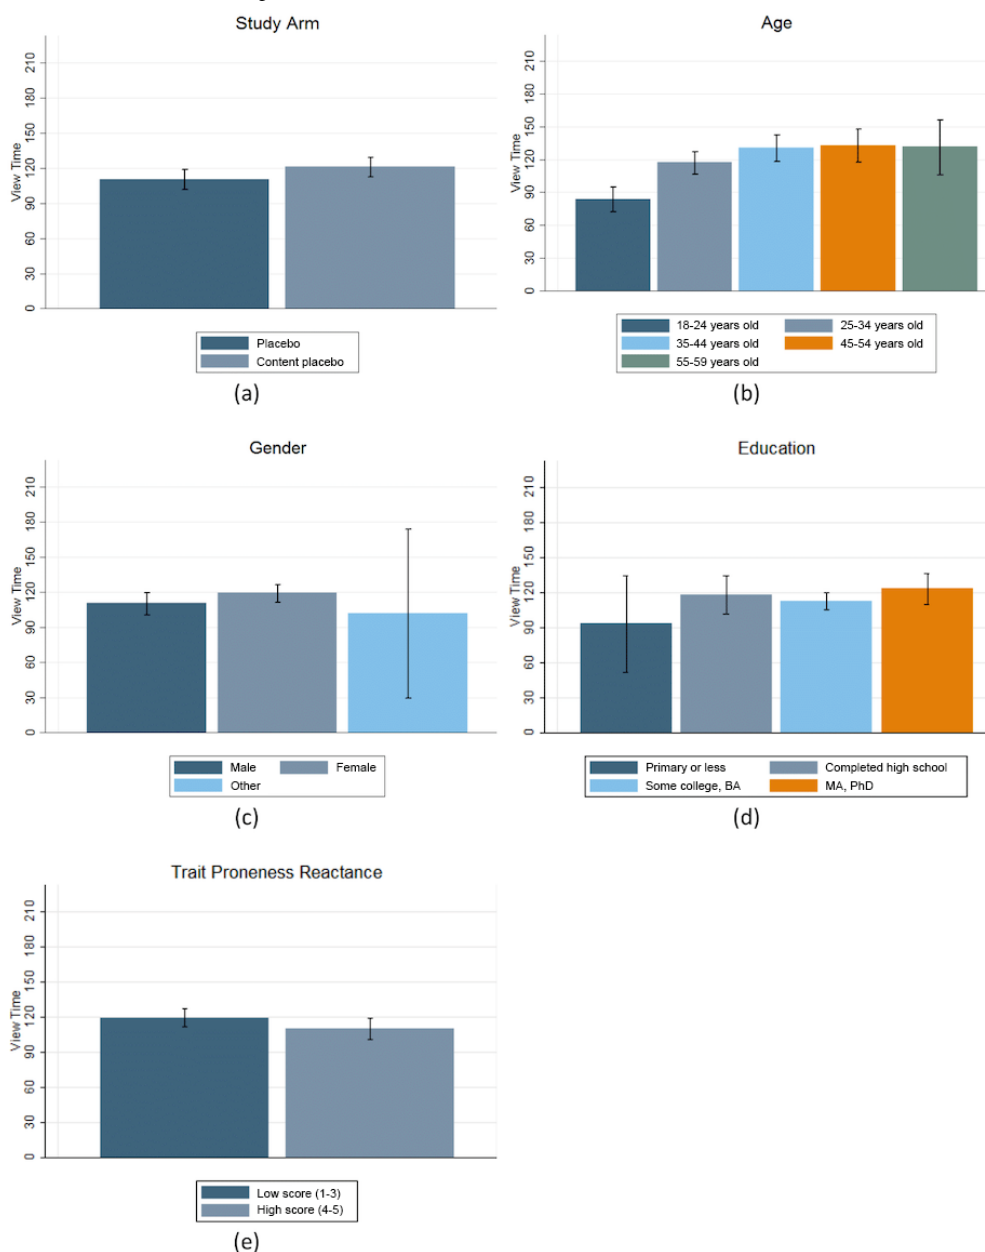 Study Arm
View Time
0 30 60 90 120 150 180 210
Placebo
Content placebo
(a)
Age
View Time
0 30 60 90 120 150 180 210
18-24 years old 25-34 years old
35-44 years old 45-54 years old
55-59 years old
(b)
Gender
View Time
0 30 60 90 120 150 180 210
Male Female
Other
(c)
Education
View Time
0 30 60 90 120 150 180 210
Primary or less Completed high school
Some college, BA MA, PhD
(d)
Trait Proneness Reactance
View Time
0 30 60 90 120 150 180 210
Low score (1-3)
High score (4-5)
(e)